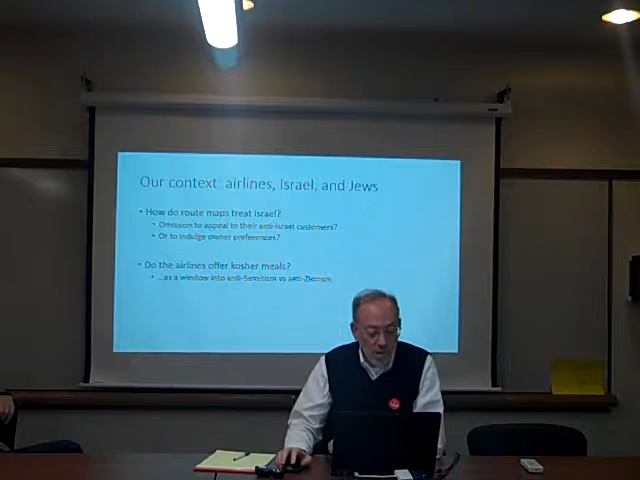 Our context: airlines, Israel, and Jews
• How do route maps treat Israel?
• Omission to appeal to their anti-Israel customers?
• Or to indulge owner preferences?
• Do the airlines offer kosher meals?
• ...as a window into anti-Semitism vs anti-Zionism